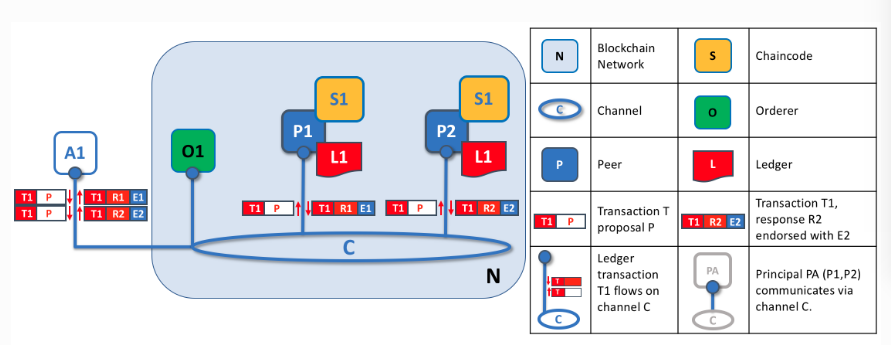 A1
O1
P1
S1
L1
P2
S1
L1
T1 P
T1 R1 E1
T1 P
T1 R2 E2
T1 P
T1 R1 E1
T1 P
T1 R2 E2
C
N
N
Blockchain
Network
S
Chaincode
C
Channel
O
Orderer
P
Peer
L
Ledger
T1 P
Transaction T
proposal P
T1 R2 E2
Transaction T1,
response R2
endorsed with E2
T
T
C
Ledger
transaction
T1 flows on
channel C
PA
C
Principal PA (P1,P2)
communicates via
channel C.